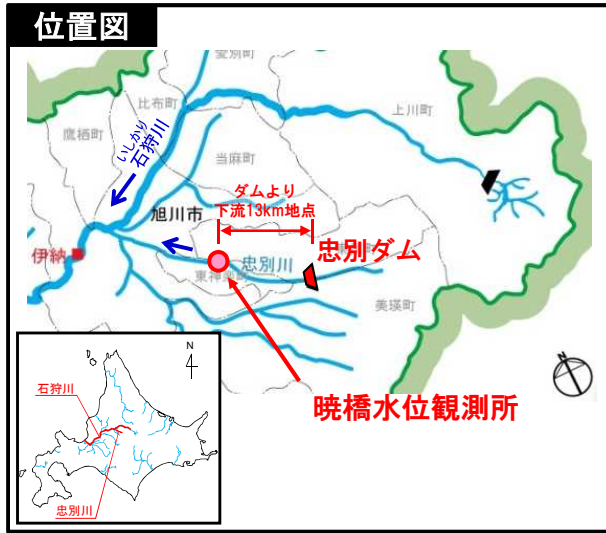 位置図
愛別町
比布町
上川町
鷹栖町
いしかり
石狩川
当麻町
ダムより
下流13km地点
旭川市
伊納
忠別川
忠別ダム
東神楽町
美瑛町
N
暁橋水位観測所
N
石狩川
忠別川